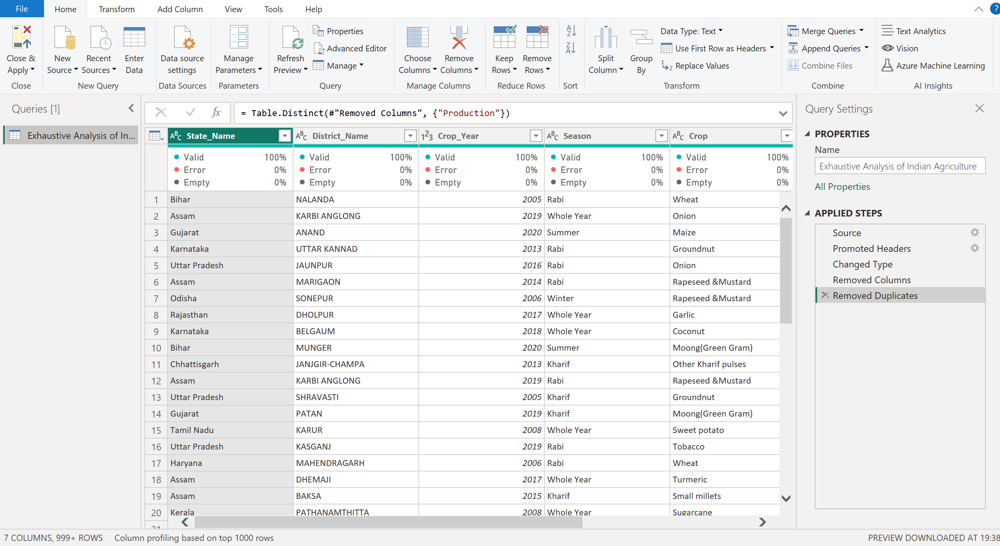 File Home Transform Add Column View Tools Help ?
Close & Apply
New Source
Recent Sources
Enter Data
Data source settings
Manage Parameters
Refresh Preview
Properties
Advanced Editor
Manage
Choose Columns
Remove Columns
Keep Rows
Remove Rows
Split Column
Group By
Data Type: Text
Use First Row as Headers
Replace Values
Merge Queries
Append Queries
Combine Files
Text Analytics
Vision
Azure Machine Learning
Close New Query Data Sources Parameters Query Manage Columns Reduce Rows Sort Transform Combine AI Insights
Queries [1]
Exhaustive Analysis of In...
fx = Table.Distinct(#"Removed Columns", {"Production"})
ABC State_Name ABC District_Name 123 Crop_Year ABC Season ABC Crop
Valid 100% Valid 100% Valid 100% Valid 100% Valid 100%
Error 0% Error 0% Error 0% Error 0% Error 0%
Empty 0% Empty 0% Empty 0% Empty 0% Empty 0%
1 Bihar NALANDA 2005 Rabi Wheat
2 Assam KARBI ANGLONG 2019 Whole Year Onion
3 Gujarat ANAND 2020 Summer Maize
4 Karnataka UTTAR KANNAD 2013 Rabi Groundnut
5 Uttar Pradesh JAUNPUR 2016 Rabi Onion
6 Assam MARIGAON 2014 Rabi Rapeseed &Mustard
7 Odisha SONEPUR 2006 Winter Rapeseed &Mustard
8 Rajasthan DHOLPUR 2017 Whole Year Garlic
9 Karnataka BELGAUM 2018 Whole Year Coconut
10 Bihar MUNGER 2020 Summer Moong(Green Gram)
11 Chhattisgarh JANJGIR-CHAMPA 2013 Kharif Other Kharif pulses
12 Assam KARBI ANGLONG 2019 Rabi Rapeseed &Mustard
13 Uttar Pradesh SHRAVASTI 2005 Kharif Groundnut
14 Gujarat PATAN 2019 Kharif Moong(Green Gram)
15 Tamil Nadu KARUR 2008 Whole Year Sweet potato
16 Uttar Pradesh KASGANJ 2019 Rabi Tobacco
17 Haryana MAHENDRAGARH 2006 Rabi Wheat
18 Assam DHEMAJI 2017 Whole Year Turmeric
19 Assam BAKSA 2015 Kharif Small millets
20 Kerala PATHANAMTHITTA 2008 Whole Year Sugarcane
21
Query Settings
PROPERTIES
Name
Exhaustive Analysis of Indian Agriculture
All Properties
APPLIED STEPS
Source
Promoted Headers
Changed Type
Removed Columns
Removed Duplicates
7 COLUMNS, 999+ ROWS Column profiling based on top 1000 rows PREVIEW DOWNLOADED AT 19:38